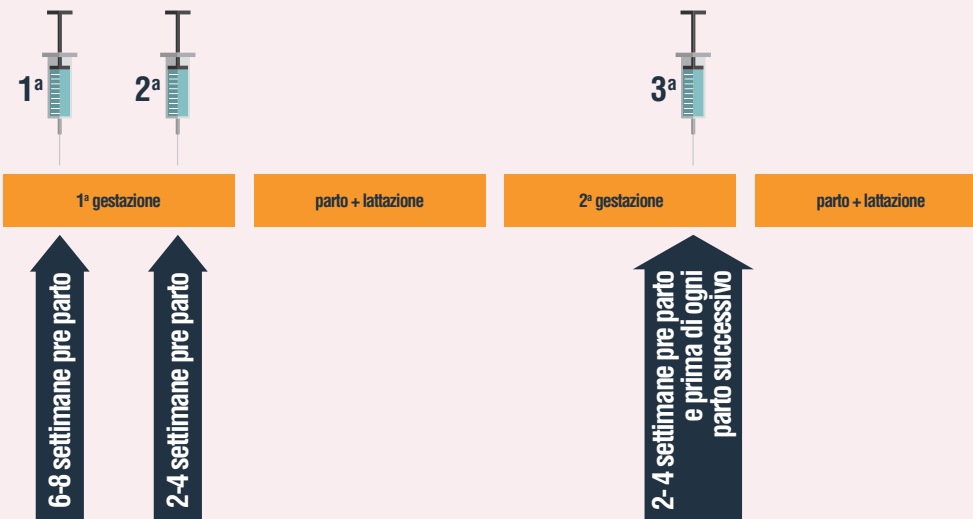 1ª
2ª
3ª
1ª gestazione
parto + lattazione
2ª gestazione
parto + lattazione
6-8 settimane pre parto
2-4 settimane pre parto
2- 4 settimane pre parto
e prima di ogni
parto successivo